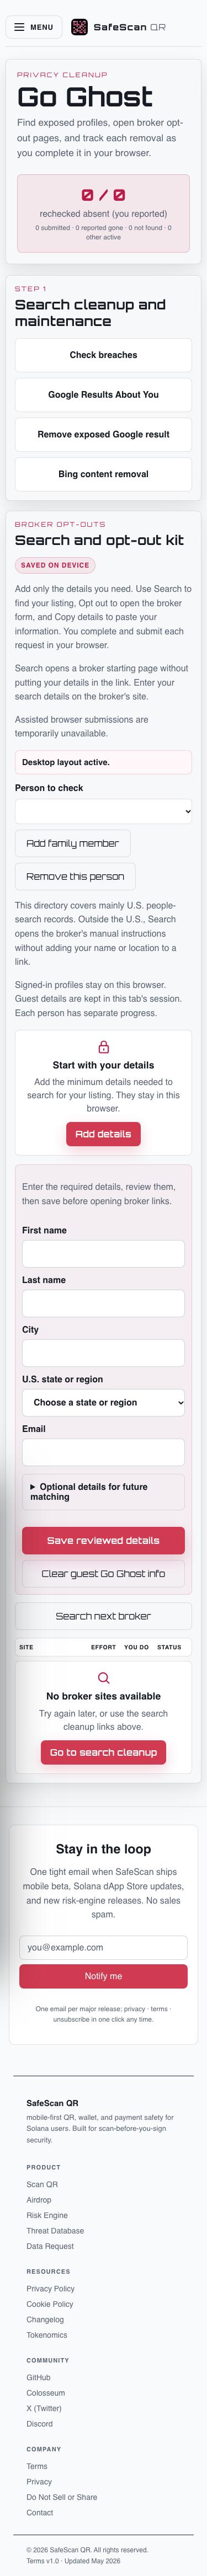 MENU
SafeScan QR
PRIVACY CLEANUP
Go Ghost
Find exposed profiles, open broker opt-
out pages, and track each removal as
you complete it in your browser.
0 / 0
rechecked absent (you reported)
0 submitted · 0 reported gone · 0 not found · 0
other active
STEP 1
Search cleanup and
maintenance
Check breaches
Google Results About You
Remove exposed Google result
Bing content removal
BROKER OPT-OUTS
Search and opt-out kit
SAVED ON DEVICE
Add only the details you need. Use Search to
find your listing, Opt out to open the broker
form, and Copy details to paste your
information. You complete and submit each
request in your browser.
Search opens a broker starting page without
putting your details in the link. Enter your
search details on the broker's site.
Assisted browser submissions are
temporarily unavailable.
Desktop layout active.
Person to check
Add family member
Remove this person
This directory covers mainly U.S. people-
search records. Outside the U.S., Search
opens the broker's manual instructions
without adding your name or location to a
link.
Signed-in profiles stay on this browser.
Guest details are kept in this tab's session.
Each person has separate progress.
Start with your details
Add the minimum details needed to
search for your listing. They stay in this
browser.
Add details
Enter the required details, review them,
then save before opening broker links.
First name
Last name
City
U.S. state or region
Choose a state or region
Email
Optional details for future
matching
Save reviewed details
Clear guest Go Ghost info
Search next broker
SITE EFFORT YOU DO STATUS
No broker sites available
Try again later, or use the search
cleanup links above.
Go to search cleanup
Stay in the loop
One tight email when SafeScan ships
mobile beta, Solana dApp Store updates,
and new risk-engine releases. No sales
spam.
you@example.com
Notify me
One email per major release; privacy · terms ·
unsubscribe in one click any time.
SafeScan QR
mobile-first QR, wallet, and payment safety for
Solana users. Built for scan-before-you-sign
security.
PRODUCT
Scan QR
Airdrop
Risk Engine
Threat Database
Data Request
RESOURCES
Privacy Policy
Cookie Policy
Changelog
Tokenomics
COMMUNITY
GitHub
Colosseum
X (Twitter)
Discord
COMPANY
Terms
Privacy
Do Not Sell or Share
Contact
© 2026 SafeScan QR. All rights reserved.
Terms v1.0 · Updated May 2026